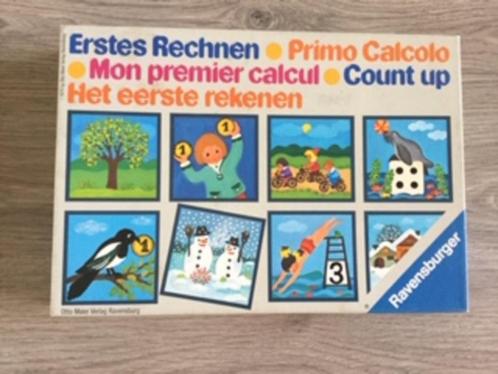 Erstes Rechnen Primo Calcolo
Mon premier calcul Count up
Het eerste rekenen
1 1
1
3
Ravensburger
Otto Maier Verlag Ravensburg